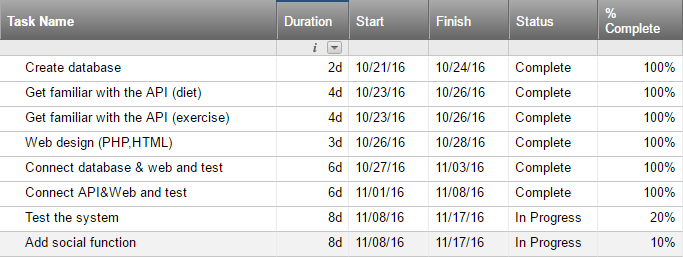 Task Name Duration Start Finish Status % Complete
i
Create database 2d 10/21/16 10/24/16 Complete 100%
Get familiar with the API (diet) 4d 10/23/16 10/26/16 Complete 100%
Get familiar with the API (exercise) 4d 10/23/16 10/26/16 Complete 100%
Web design (PHP,HTML) 3d 10/26/16 10/28/16 Complete 100%
Connect database & web and test 6d 10/27/16 11/03/16 Complete 100%
Connect API&Web and test 6d 11/01/16 11/08/16 Complete 100%
Test the system 8d 11/08/16 11/17/16 In Progress 20%
Add social function 8d 11/08/16 11/17/16 In Progress 10%